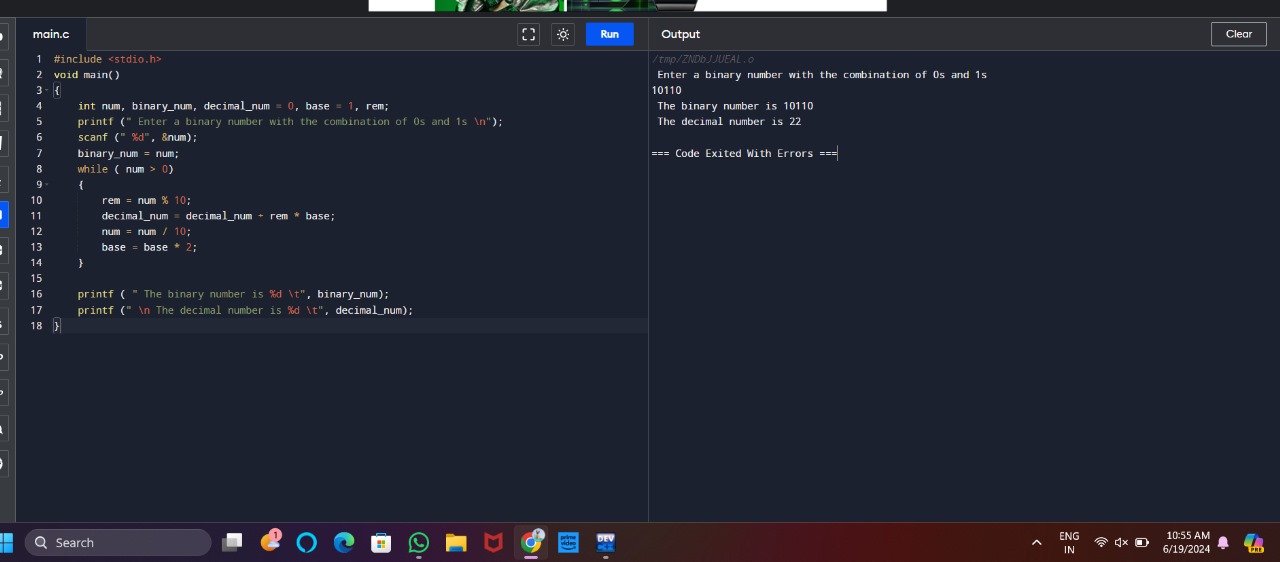 main.c
Run
Output
Clear
1 #include <stdio.h>
2 void main()
3 {
4 int num, binary_num, decimal_num = 0, base = 1, rem;
5 printf (" Enter a binary number with the combination of 0s and 1s \n");
6 scanf (" %d", &num);
7 binary_num = num;
8 while ( num > 0)
9 {
10 rem = num % 10;
11 decimal_num = decimal_num + rem * base;
12 num = num / 10;
13 base = base * 2;
14 }
15
16 printf ( " The binary number is %d \t", binary_num);
17 printf (" \n The decimal number is %d \t", decimal_num);
18 }
/tmp/ZNDbJJUEAL.o
Enter a binary number with the combination of 0s and 1s
10110
The binary number is 10110
The decimal number is 22
=== Code Exited With Errors ===
Search
1
prime video
DEV
ENG
IN
10:55 AM
6/19/2024
PRE